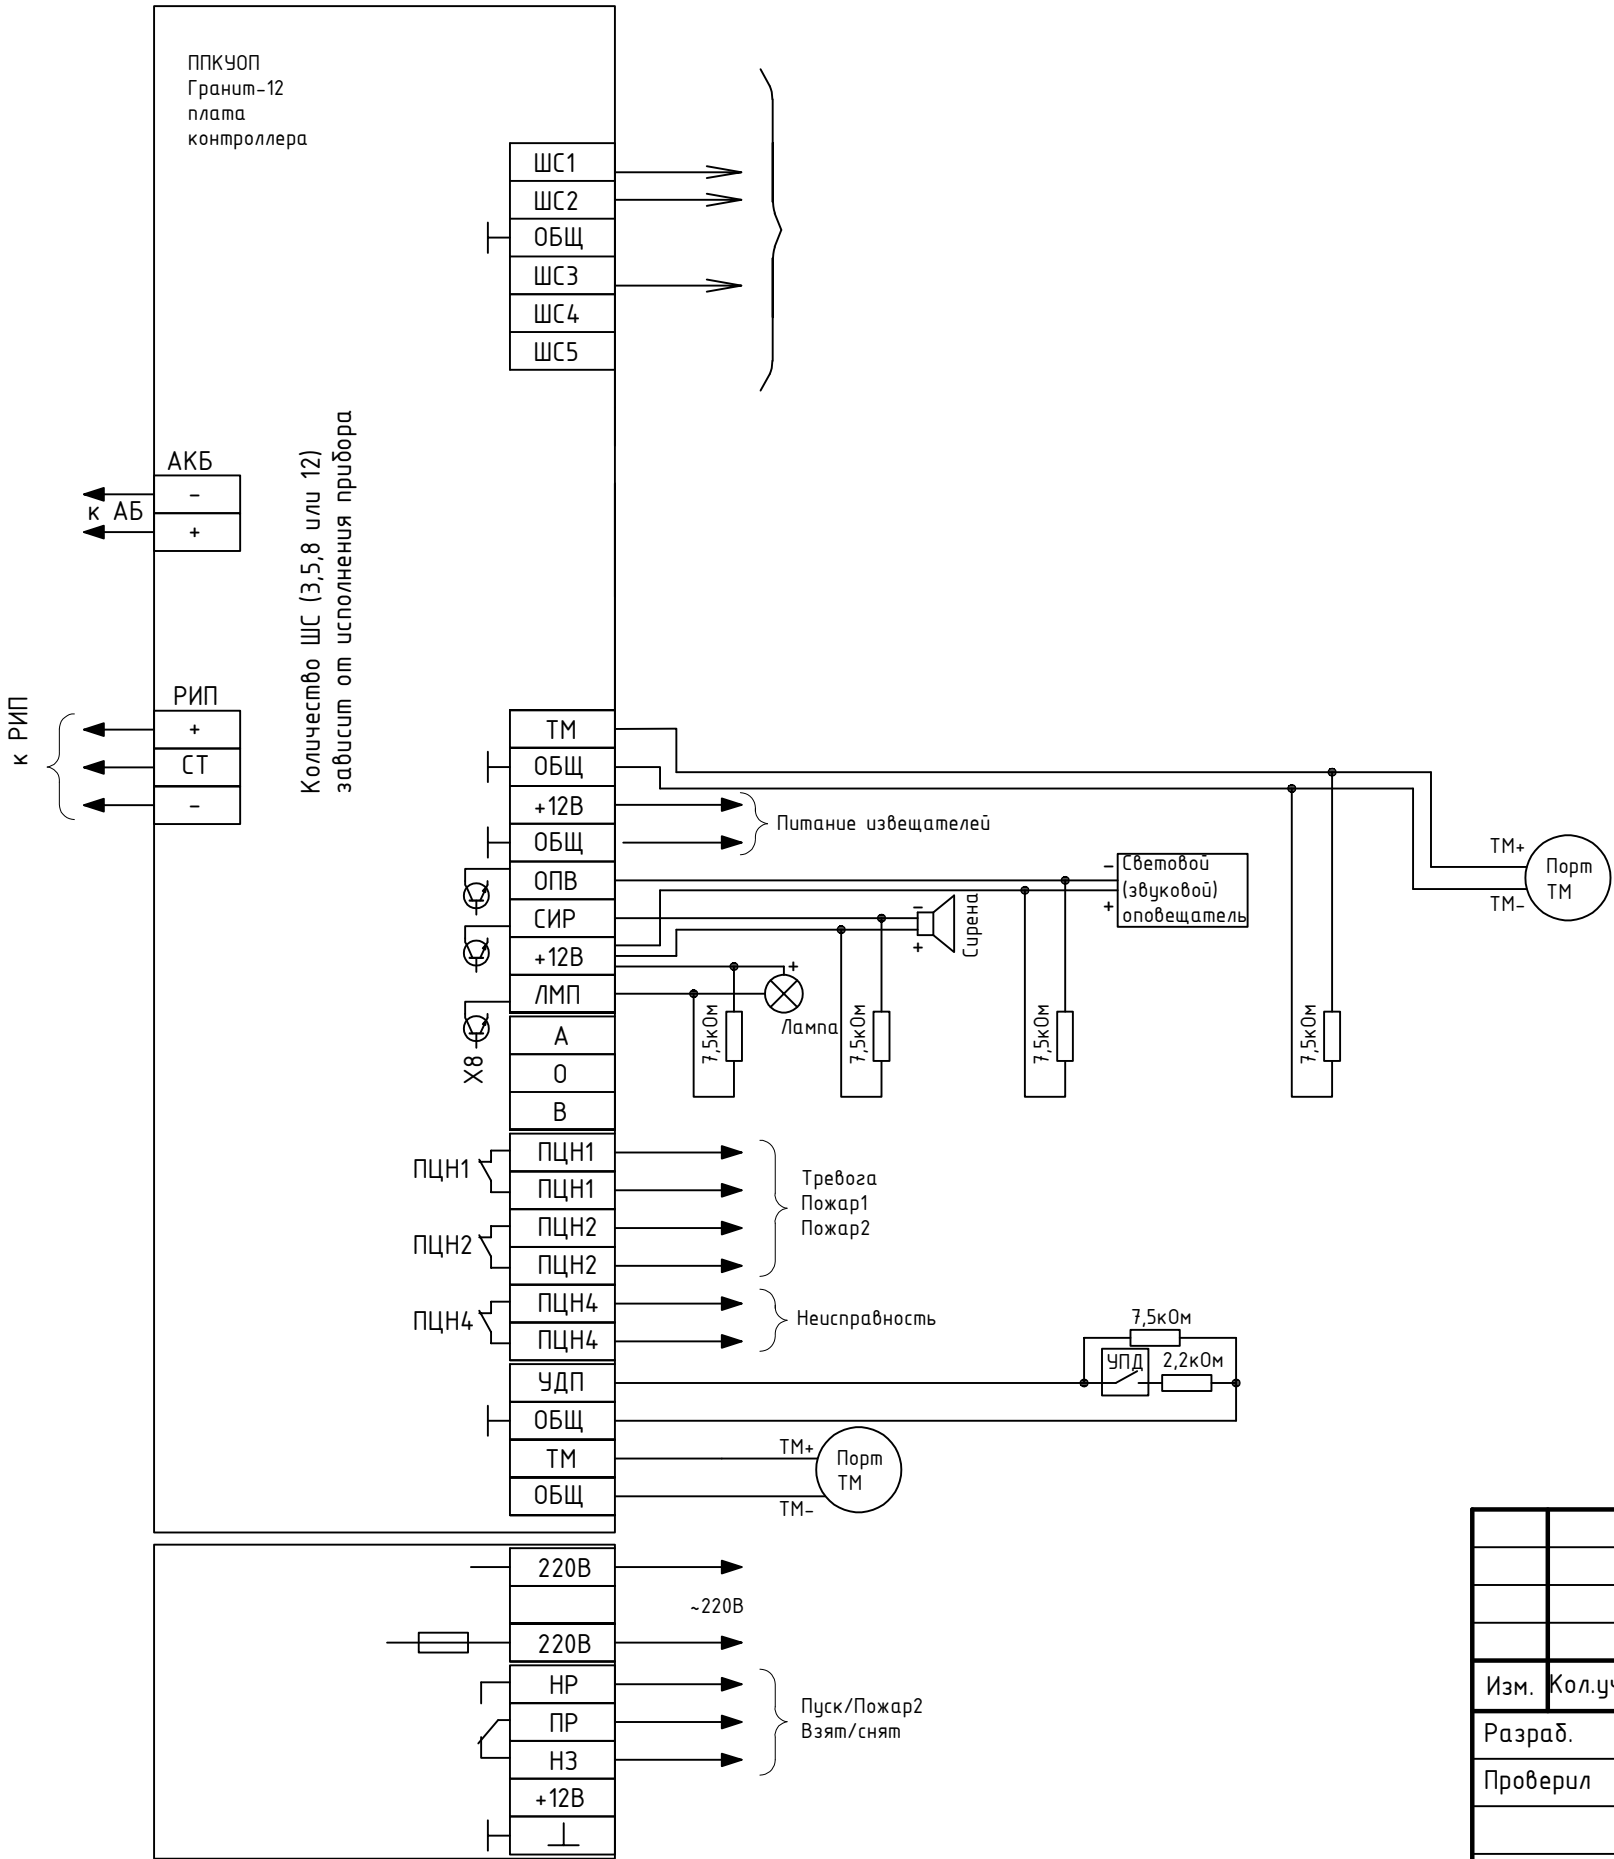 ППКУОП
Гранит-12
плата
контроллера
ШС1
ШС2
ОБЩ
ШС3
ШС4
ШС5
Количество ШС (3,5,8 или 12)
зависит от исполнения прибора
АКБ
-
+
к АБ
РИП
+
СТ
-
к РИП
ТМ
ОБЩ
+12В
ОБЩ
ОПВ
СИР
+12В
ЛМП
А
О
В
X8
Питание извещателей
- Световой
(звуковой)
+ оповещатель
ТМ+
ТМ-
Порт
ТМ
-
+
Сирена
+
Лампа
7,5кОм
7,5кОм
7,5кОм
7,5кОм
ПЦН1
ПЦН1
ПЦН1
ПЦН2
ПЦН2
ПЦН2
ПЦН4
ПЦН4
ПЦН4
Тревога
Пожар1
Пожар2
Неисправность
УДП
ОБЩ
ТМ
ОБЩ
7,5кОм
УПД
2,2кОм
ТМ+
ТМ-
Порт
ТМ
220В
~220В
220В
НР
ПР
НЗ
+12В
Пуск/Пожар2
Взят/снят
Изм.
Кол.уч
Разраб.
Проверил